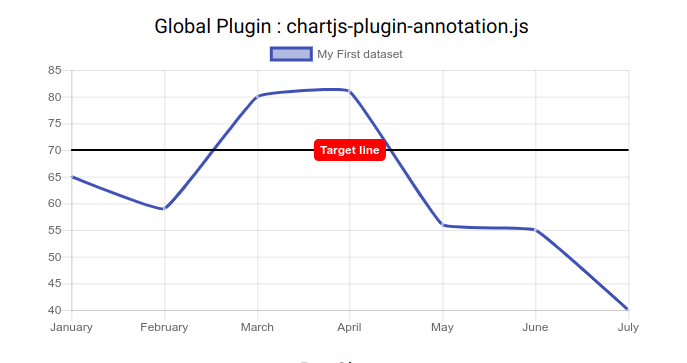 Global Plugin : chartjs-plugin-annotation.js
My First dataset
85
80
75
70
Target line
65
60
55
50
45
40
January February March April May June July